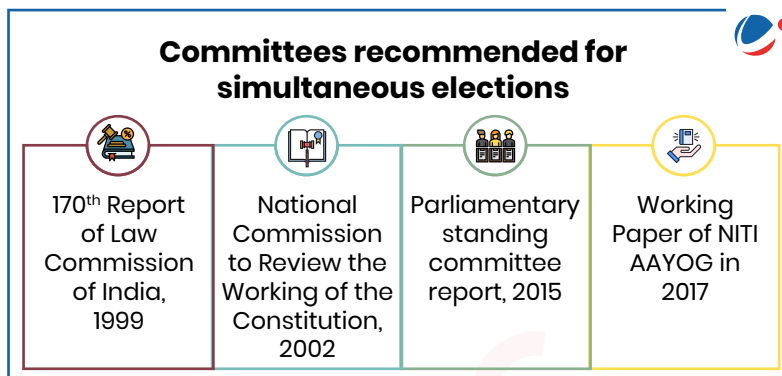 Committees recommended for
simultaneous elections
170th Report
of Law
Commission
of India,
1999
National
Commission
to Review the
Working of the
Constitution,
2002
Parliamentary
standing
committee
report, 2015
Working
Paper of NITI
AAYOG in
2017